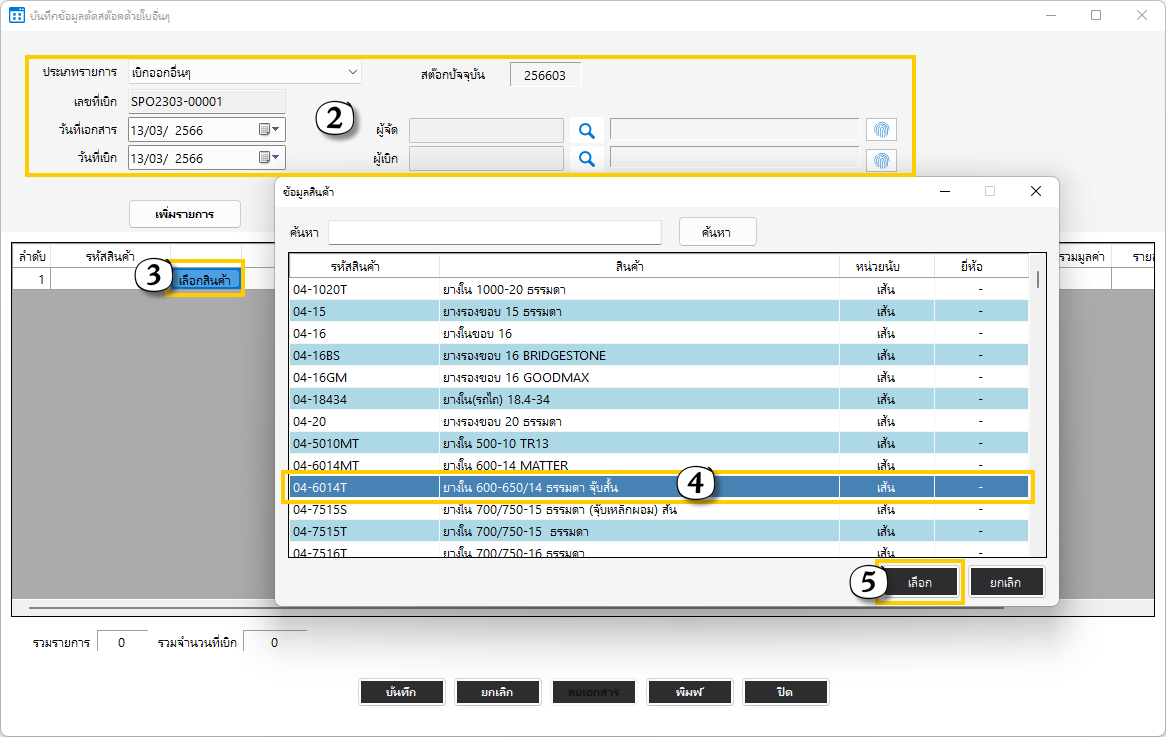 บันทึกข้อมูลตัดสต๊อคด้วยใบอื่นๆ
ประเภทรายการ เบิกออกอื่นๆ สต๊อกปัจจุบัน 256603
เลขที่เบิก SPO2303-00001
2
วันที่เอกสาร 13/03/ 2566 ผู้จัด
วันที่เบิก 13/03/ 2566 ผู้เบิก
เพิ่มรายการ
ลำดับ รหัสสินค้า รวมมูลค่า
1 3 เลือกสินค้า
ข้อมูลสินค้า
ค้นหา ค้นหา
รหัสสินค้า สินค้า หน่วยนับ ยี่ห้อ
04-1020T ยางใน 1000-20 ธรรมดา เส้น -
04-15 ยางรองขอบ 15 ธรรมดา เส้น -
04-16 ยางในขอบ 16 เส้น -
04-16BS ยางรองขอบ 16 BRIDGESTONE เส้น -
04-16GM ยางรองขอบ 16 GOODMAX เส้น -
04-18434 ยางใน(รถไถ) 18.4-34 เส้น -
04-20 ยางรองขอบ 20 ธรรมดา เส้น -
04-5010MT ยางใน 500-10 TR13 เส้น -
04-6014MT ยางใน 600-14 MATTER เส้น -
04-6014T ยางใน 600-650/14 ธรรมดา จุ๊บสั้น 4 เส้น -
04-7515S ยางใน 700/750-15 ธรรมดา (จุ๊บเหล็กผอม) สั้น เส้น -
04-7515T ยางใน 700/750-15 ธรรมดา เส้น -
04-7516T ยางใน 700/750-16 ธรรมดา เส้น -
5 เลือก ยกเลิก
รวมรายการ 0 รวมจำนวนที่เบิก 0
บันทึก ยกเลิก ลบเอกสาร พิมพ์ ปิด